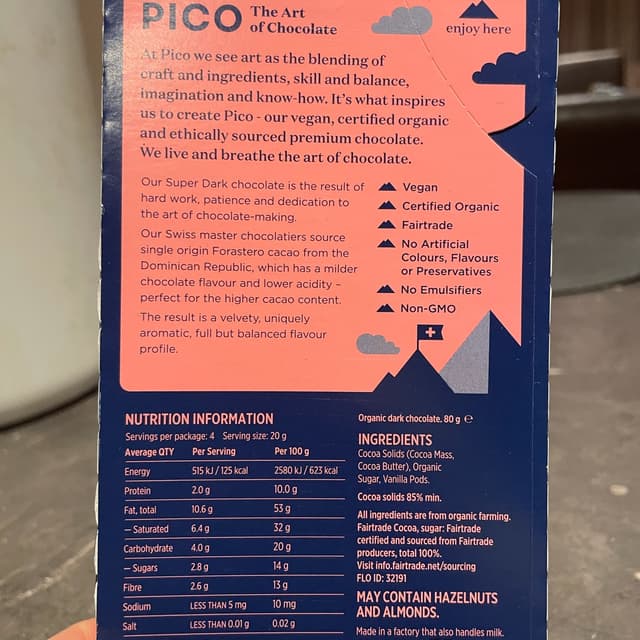 PICO The Art
of Chocolate
enjoy here
At Pico we see art as the blending of
craft and ingredients, skill and balance,
imagination and know-how. It's what inspires
us to create Pico - our vegan, certified organic
and ethically sourced premium chocolate.
We live and breathe the art of chocolate.
Our Super Dark chocolate is the result of
hard work, patience and dedication to
the art of chocolate-making.
Our Swiss master chocolatiers source
single origin Forastero cacao from the
Dominican Republic, which has a milder
chocolate flavour and lower acidity –
perfect for the higher cacao content.
The result is a velvety, uniquely
aromatic, full but balanced flavour
profile.
Vegan
Certified Organic
Fairtrade
No Artificial
Colours, Flavours
or Preservatives
No Emulsifiers
Non-GMO
NUTRITION INFORMATION
Servings per package: 4 Serving size: 20 g
Average QTY Per Serving Per 100 g
Energy 515 kJ / 125 kcal 2580 kJ / 623 kcal
Protein 2.0 g 10.0 g
Fat, total 10.6 g 53 g
– Saturated 6.4 g 32 g
Carbohydrate 4.0 g 20 g
– Sugars 2.8 g 14 g
Fibre 2.6 g 13 g
Sodium LESS THAN 5 mg 10 mg
Salt LESS THAN 0.01 g 0.02 g
Organic dark chocolate. 80 g ℮
INGREDIENTS
Cocoa Solids (Cocoa Mass,
Cocoa Butter), Organic
Sugar, Vanilla Pods.
Cocoa solids 85% min.
All ingredients are from organic farming.
Fairtrade Cocoa, sugar: Fairtrade
certified and sourced from Fairtrade
producers, total 100%.
Visit info.fairtrade.net/sourcing
FLO ID: 32191
MAY CONTAIN HAZELNUTS
AND ALMONDS.
Made in a factory that also handles milk.